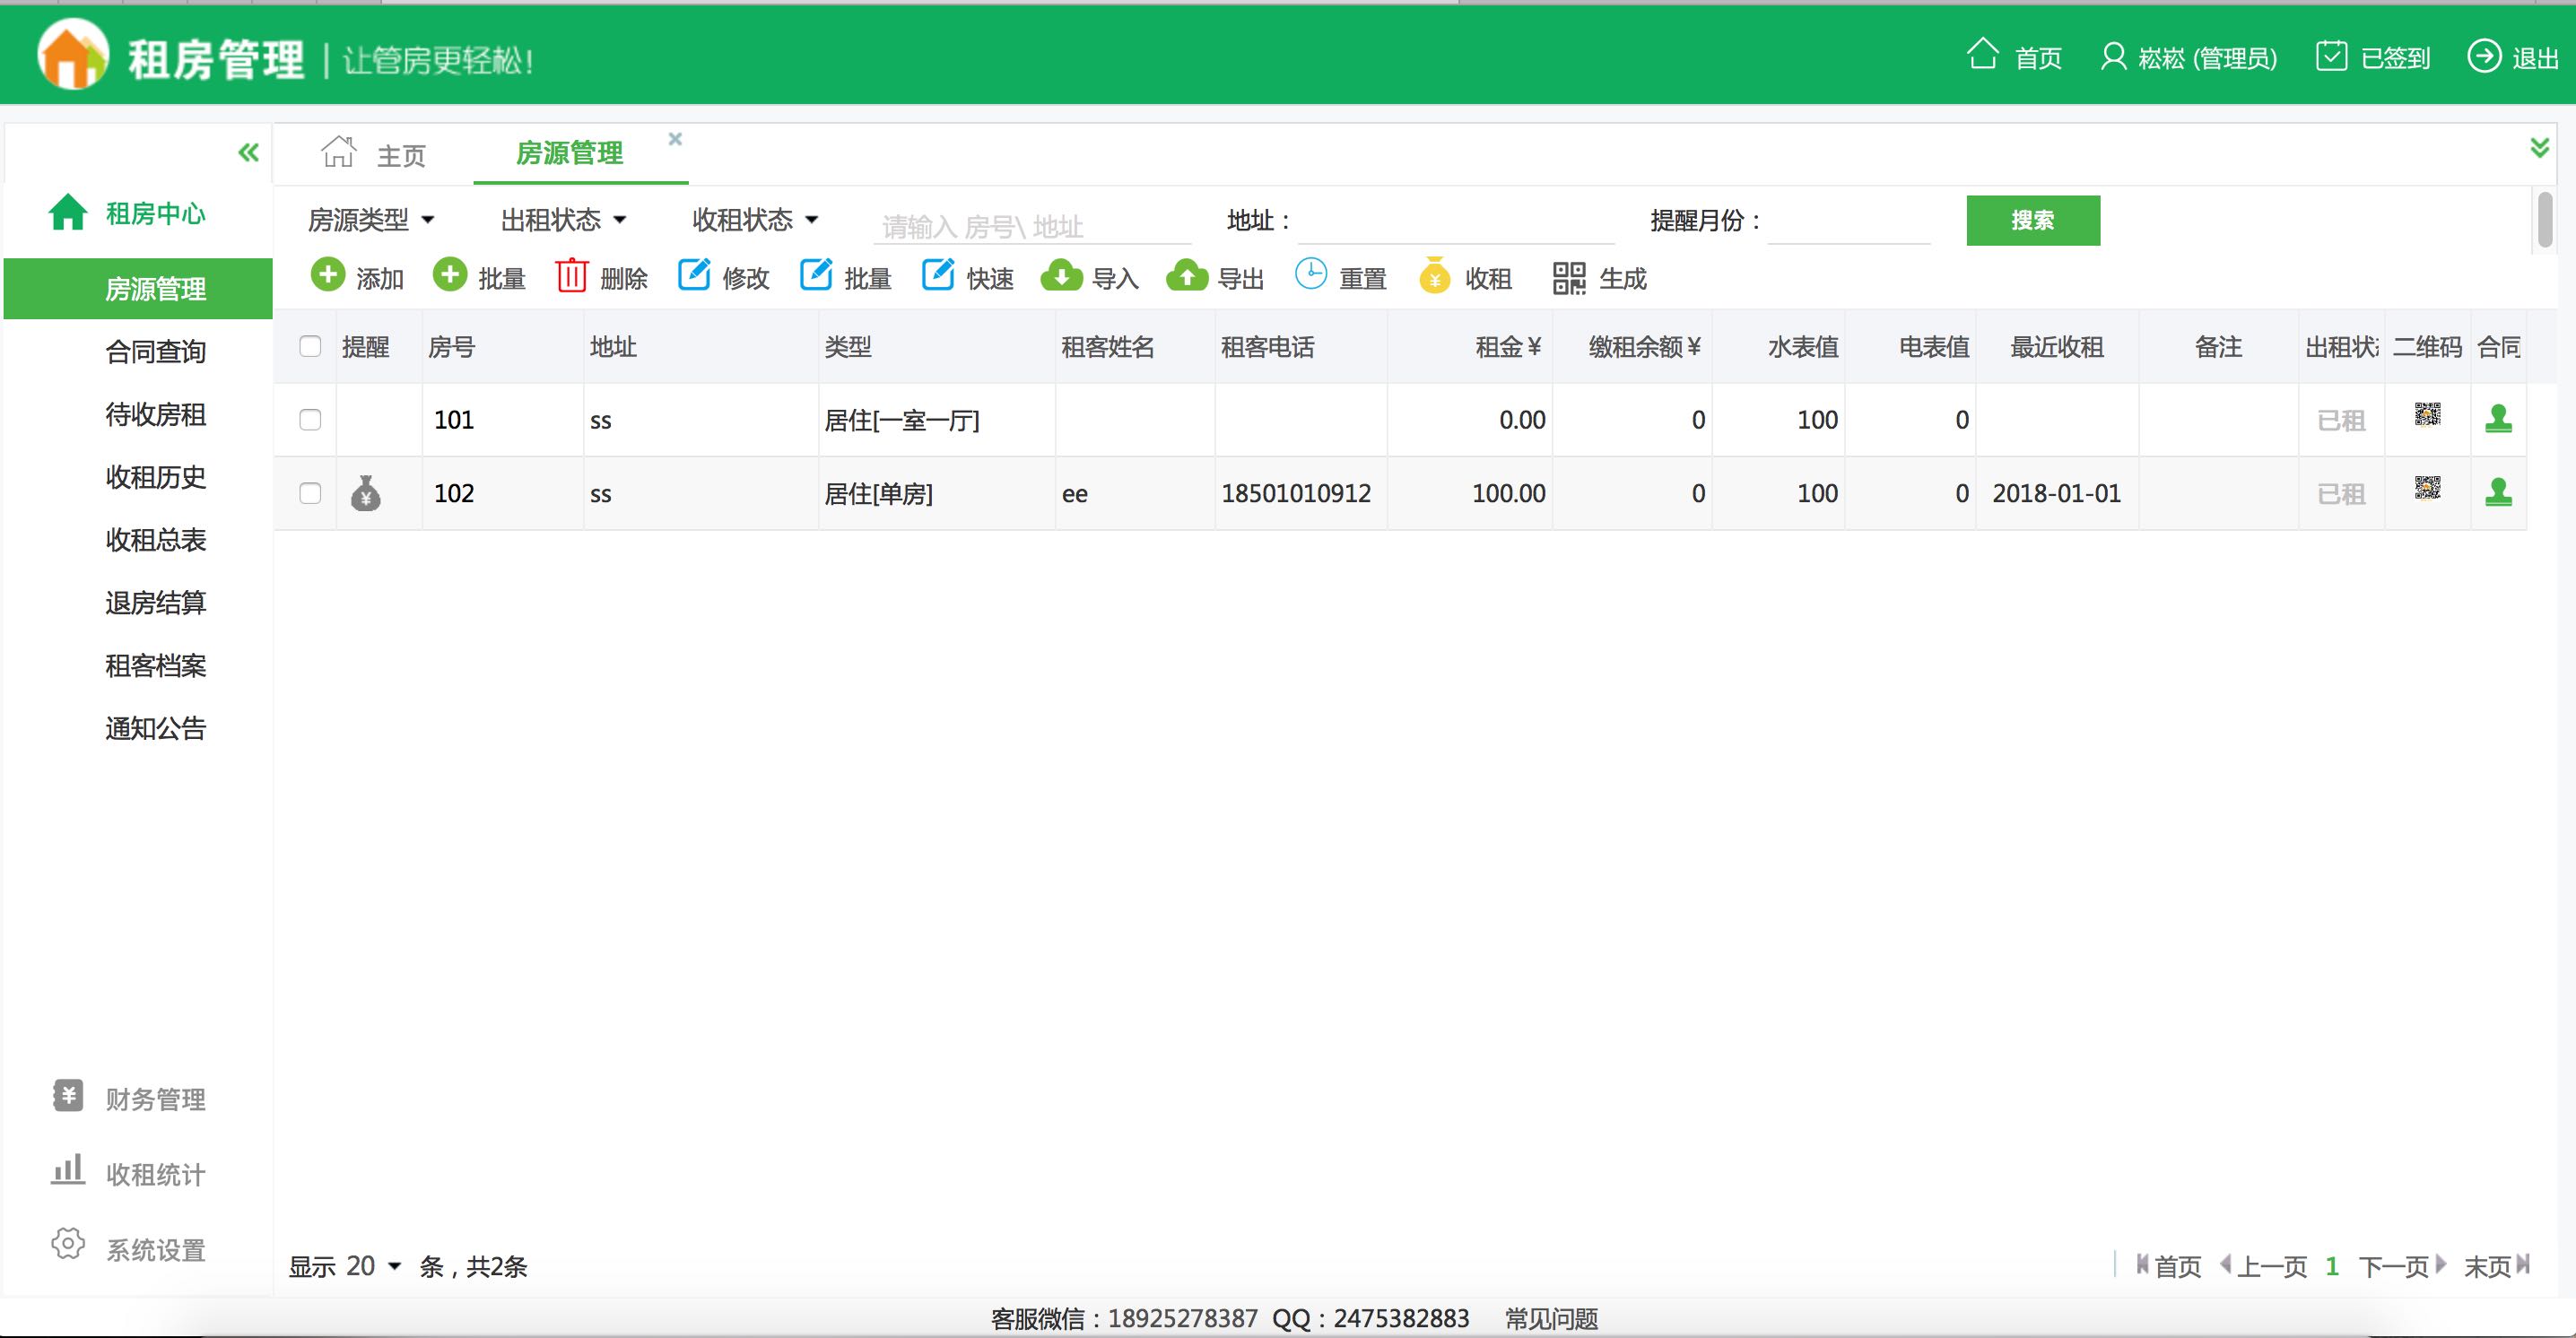 租房管理 | 让管房更轻松!
首页 崧崧 (管理员) 已签到 退出
主页 房源管理
租房中心
房源管理
合同查询
待收房租
收租历史
收租总表
退房结算
租客档案
通知公告
财务管理
收租统计
系统设置
房源类型 出租状态 收租状态 请输入 房号\ 地址 地址： 提醒月份： 搜索
添加 批量 删除 修改 批量 快速 导入 导出 重置 收租 生成
提醒 房号 地址 类型 租客姓名 租客电话 租金¥ 缴租余额¥ 水表值 电表值 最近收租 备注 出租状 二维码 合同
101 ss 居住[一室一厅] 0.00 0 100 0 已租
102 ss 居住[单房] ee 18501010912 100.00 0 100 0 2018-01-01 已租
显示 20 条，共2条
首页 上一页 1 下一页 末页
客服微信：18925278387 QQ：2475382883 常见问题